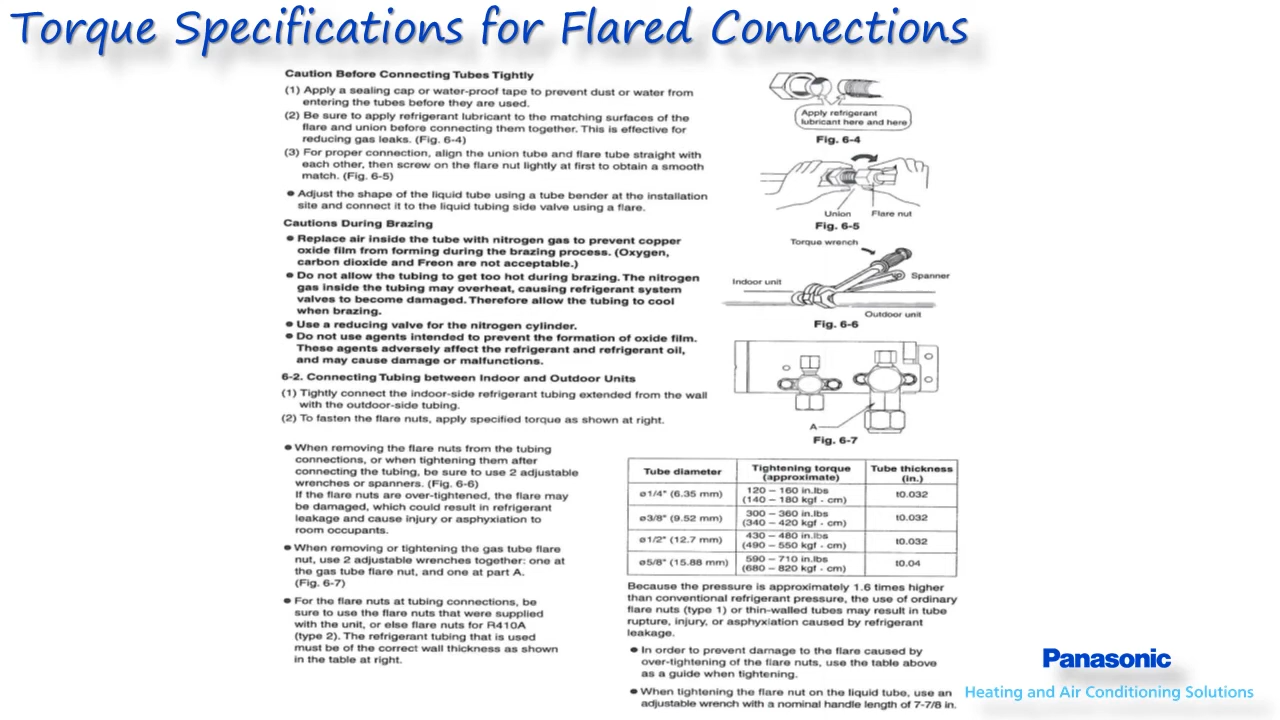 Torque Specifications for Flared Connections
Caution Before Connecting Tubes Tightly
(1) Apply a sealing cap or water-proof tape to prevent dust or water from
entering the tubes before they are used.
(2) Be sure to apply refrigerant lubricant to the matching surfaces of the
flare and union before connecting them together. This is effective for
reducing gas leaks. (Fig. 6-4)
(3) For proper connection, align the union tube and flare tube straight with
each other, then screw on the flare nut lightly at first to obtain a smooth
match. (Fig. 6-5)
● Adjust the shape of the liquid tube using a tube bender at the installation
site and connect it to the liquid tubing side valve using a flare.
Cautions During Brazing
● Replace air inside the tube with nitrogen gas to prevent copper
oxide film from forming during the brazing process. (Oxygen,
carbon dioxide and Freon are not acceptable.)
● Do not allow the tubing to get too hot during brazing. The nitrogen
gas inside the tubing may overheat, causing refrigerant system
valves to become damaged. Therefore allow the tubing to cool
when brazing.
● Use a reducing valve for the nitrogen cylinder.
● Do not use agents intended to prevent the formation of oxide film.
These agents adversely affect the refrigerant and refrigerant oil,
and may cause damage or malfunctions.
6-2. Connecting Tubing between Indoor and Outdoor Units
(1) Tightly connect the indoor-side refrigerant tubing extended from the wall
with the outdoor-side tubing.
(2) To fasten the flare nuts, apply specified torque as shown at right.
● When removing the flare nuts from the tubing
connections, or when tightening them after
connecting the tubing, be sure to use 2 adjustable
wrenches or spanners. (Fig. 6-6)
If the flare nuts are over-tightened, the flare may
be damaged, which could result in refrigerant
leakage and cause injury or asphyxiation to
room occupants.
● When removing or tightening the gas tube flare
nut, use 2 adjustable wrenches together: one at
the gas tube flare nut, and one at part A.
(Fig. 6-7)
● For the flare nuts at tubing connections, be
sure to use the flare nuts that were supplied
with the unit, or else flare nuts for R410A
(type 2). The refrigerant tubing that is used
must be of the correct wall thickness as shown
in the table at right.
Apply refrigerant
lubricant here and here
Fig. 6-4
Union Flare nut
Fig. 6-5
Torque wrench
Spanner
Indoor unit
Outdoor unit
Fig. 6-6
A
Fig. 6-7
Tube diameter Tightening torque (approximate) Tube thickness (in.)
ø1/4" (6.35 mm) 120 – 160 in.lbs (140 – 180 kgf · cm) t0.032
ø3/8" (9.52 mm) 300 – 360 in.lbs (340 – 420 kgf · cm) t0.032
ø1/2" (12.7 mm) 430 – 480 in.lbs (490 – 550 kgf · cm) t0.032
ø5/8" (15.88 mm) 590 – 710 in.lbs (680 – 820 kgf · cm) t0.04
Because the pressure is approximately 1.6 times higher
than conventional refrigerant pressure, the use of ordinary
flare nuts (type 1) or thin-walled tubes may result in tube
rupture, injury, or asphyxiation caused by refrigerant
leakage.
● In order to prevent damage to the flare caused by
over-tightening of the flare nuts, use the table above
as a guide when tightening.
● When tightening the flare nut on the liquid tube, use an
adjustable wrench with a nominal handle length of 7-7/8 in.
Panasonic
Heating and Air Conditioning Solutions